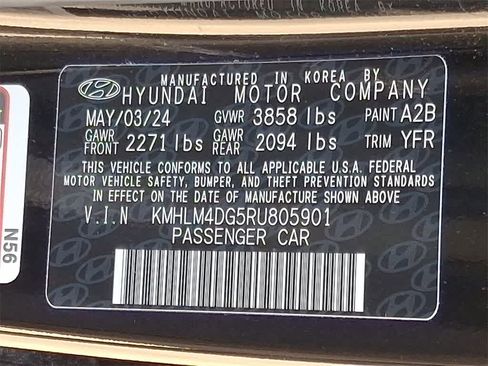 MANUFACTURED IN KOREA BY
HYUNDAI MOTOR COMPANY
MAY/03/24 GVWR 3858 lbs PAINT A2B
GAWR FRONT 2271 lbs GAWR REAR 2094 lbs TRIM YFR
THIS VEHICLE CONFORMS TO ALL APPLICABLE U.S.A. FEDERAL
MOTOR VEHICLE SAFETY, BUMPER, AND THEFT PREVENTION STANDARDS
IN EFFECT ON THE DATE OF MANUFACTURE SHOWN ABOVE.
V.I.N KMHLM4DG5RU805901
PASSENGER CAR
N56